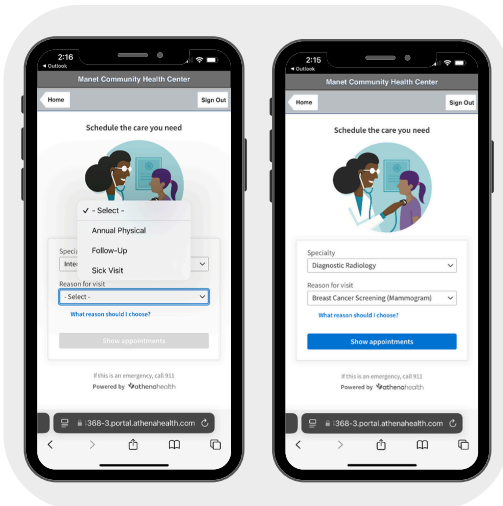 2:16
Outlook
Manet Community Health Center
Home
Sign Out
Schedule the care you need
- Select -
Annual Physical
Follow-Up
Sick Visit
Reason for visit
- Select -
What reason should I choose?
Show appointments
If this is an emergency, call 911
Powered by athenahealth
368-3.portal.athenahealth.com
2:15
Outlook
Manet Community Health Center
Home
Sign Out
Schedule the care you need
Specialty
Diagnostic Radiology
Reason for visit
Breast Cancer Screening (Mammogram)
What reason should I choose?
Show appointments
If this is an emergency, call 911
Powered by athenahealth
368-3.portal.athenahealth.com